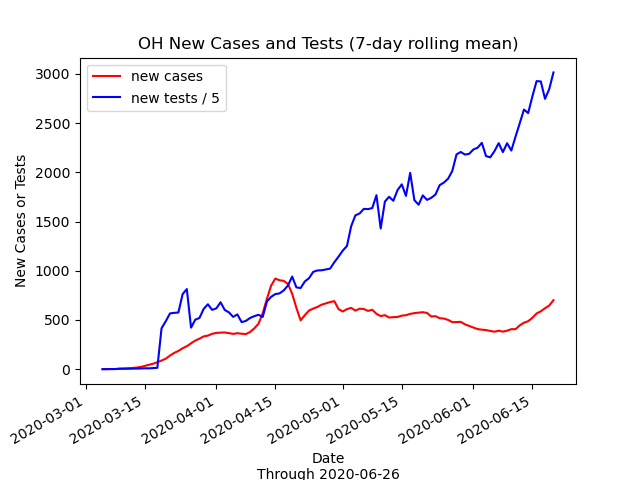 OH New Cases and Tests (7-day rolling mean)
new cases
new tests / 5
New Cases or Tests
3000
2500
2000
1500
1000
500
0
2020-03-01
2020-03-15
2020-04-01
2020-04-15
2020-05-01
2020-05-15
2020-06-01
2020-06-15
Date
Through 2020-06-26